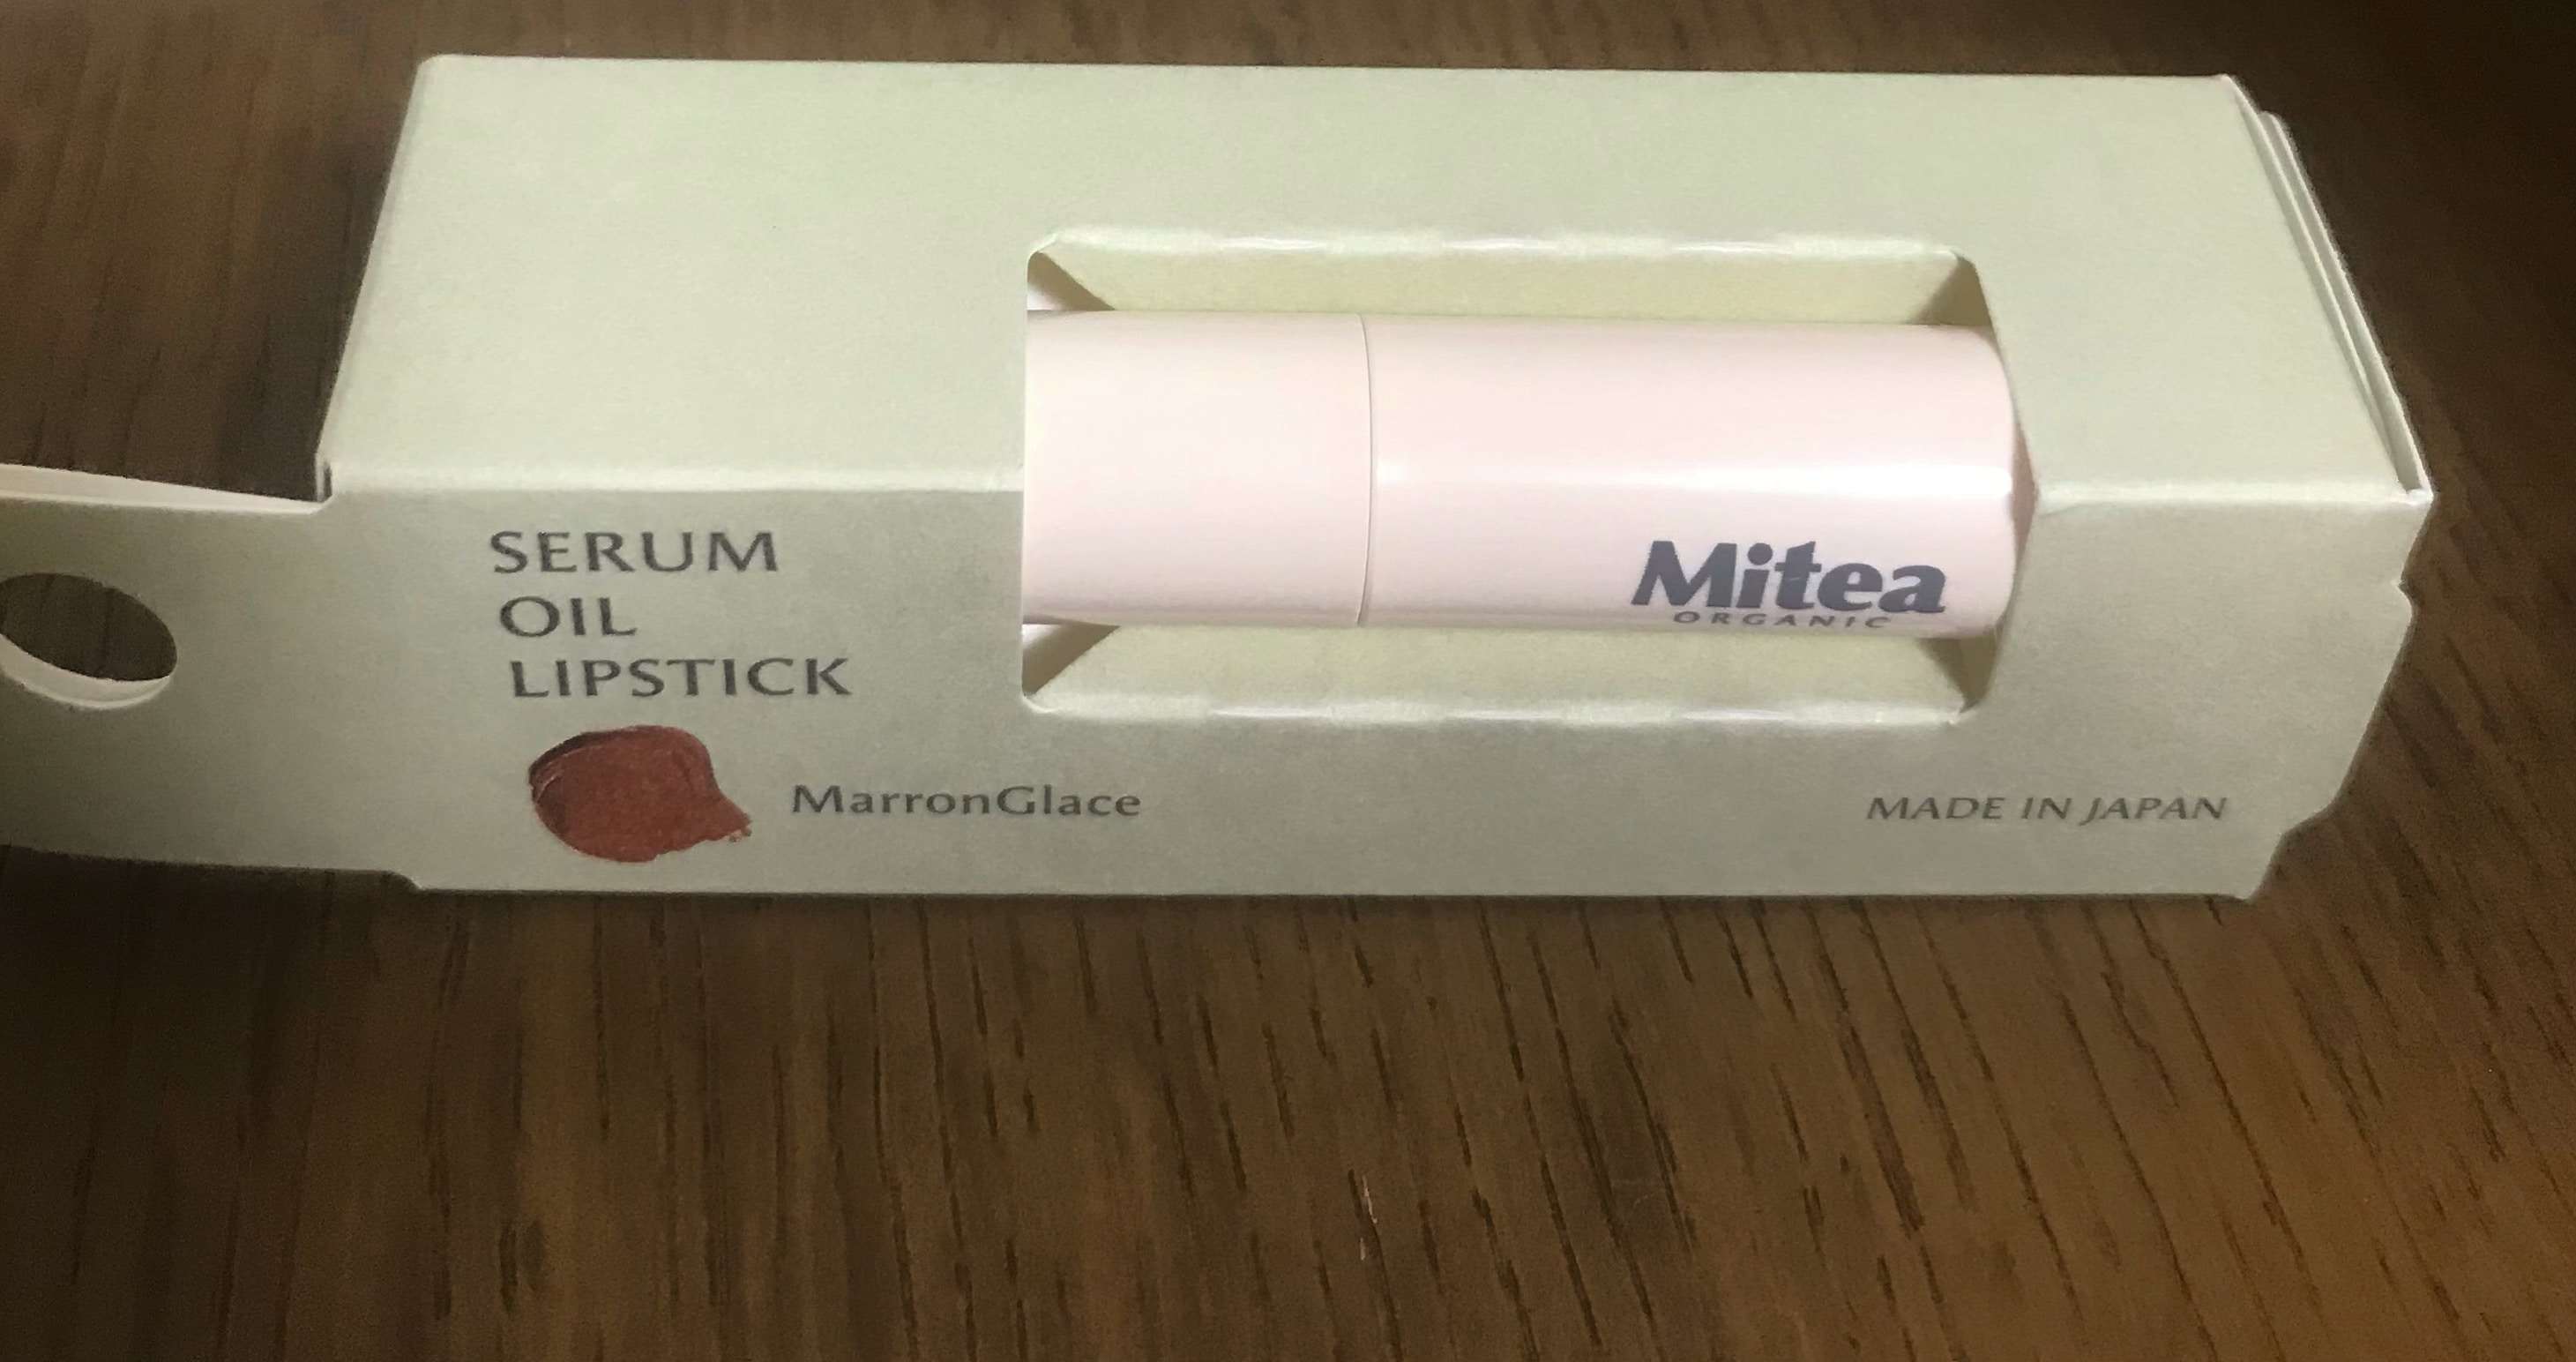 SERUM
OIL
LIPSTICK
MarronGlace
Mitea
ORGANIC
MADE IN JAPAN